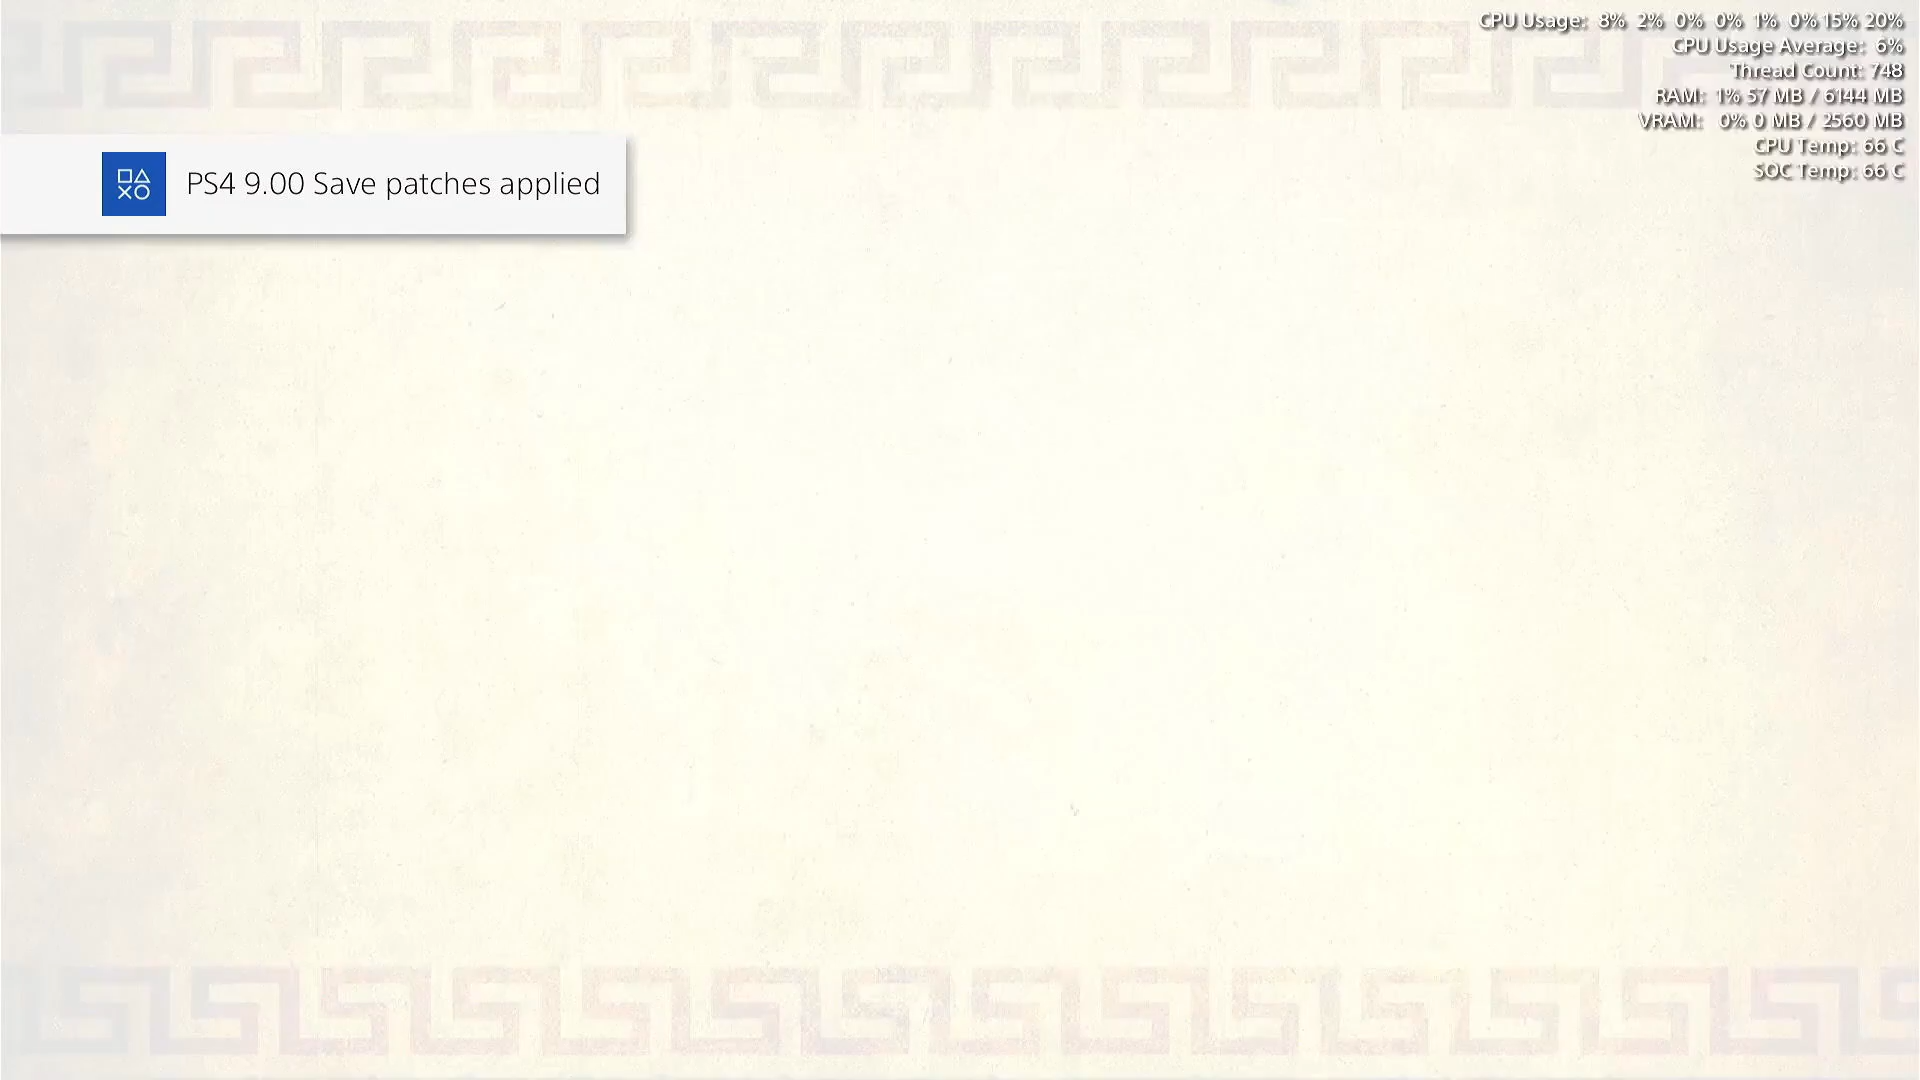 CPU Usage: 8% 2% 0% 0% 1% 0% 15% 20%
CPU Usage Average: 6%
Thread Count: 748
RAM: 1% 57 MB / 6144 MB
VRAM: 0% 0 MB / 2560 MB
CPU Temp: 66 C
SOC Temp: 66 C
PS4 9.00 Save patches applied